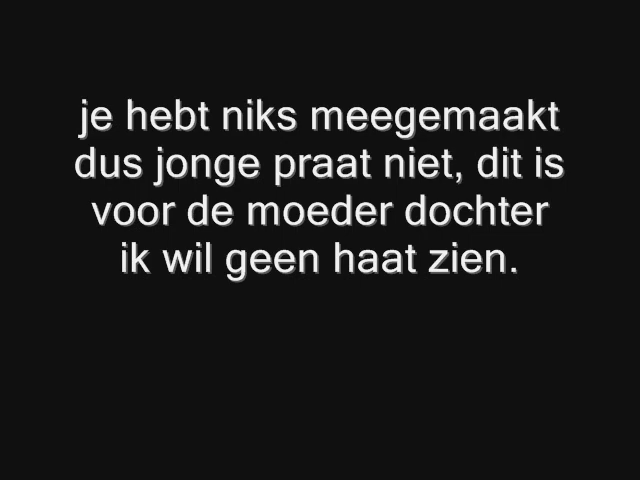 je hebt niks meegemaakt
dus jonge praat niet, dit is
voor de moeder dochter
ik wil geen haat zien.